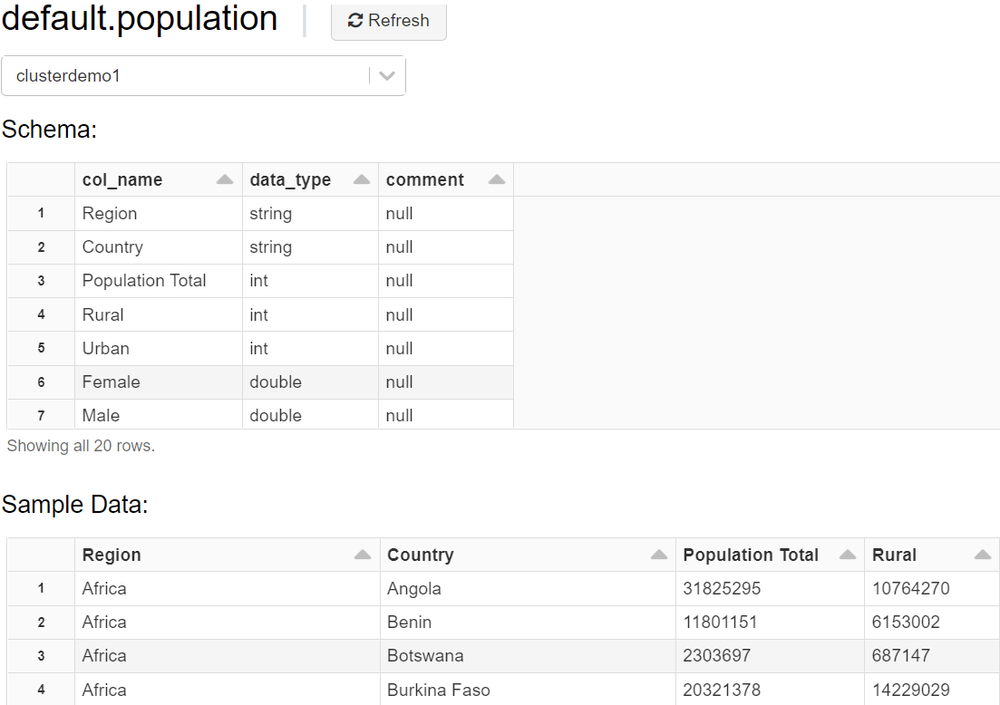 default.population
Refresh
clusterdemo1
Schema:
col_name data_type comment
1 Region string null
2 Country string null
3 Population Total int null
4 Rural int null
5 Urban int null
6 Female double null
7 Male double null
Showing all 20 rows.
Sample Data:
Region Country Population Total Rural
1 Africa Angola 31825295 10764270
2 Africa Benin 11801151 6153002
3 Africa Botswana 2303697 687147
4 Africa Burkina Faso 20321378 14229029